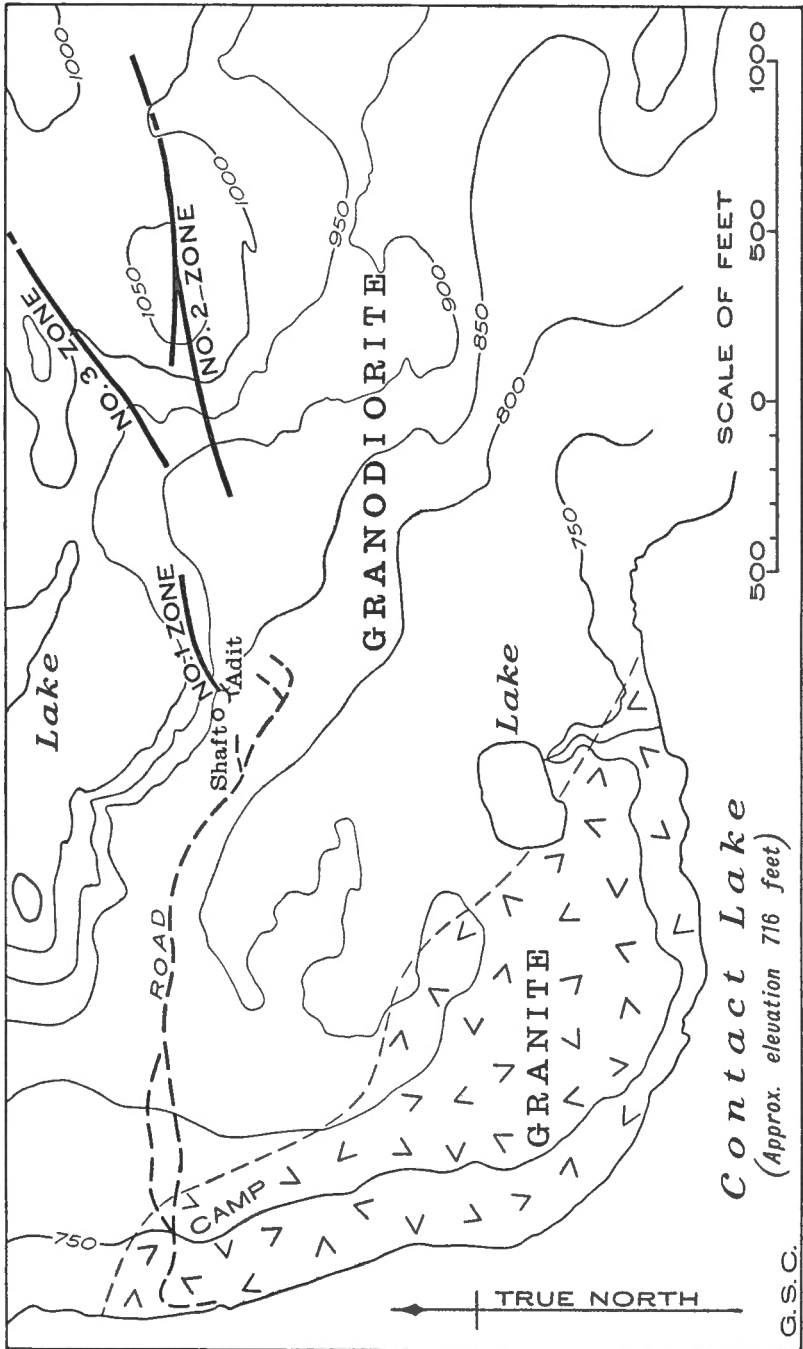 1000
1000
1050
1000
950
900
850
800
750
750
NO. 3 ZONE
NO. 2 ZONE
NO. 1 ZONE
Lake
Shaft
Adit
ROAD
GRANODIORITE
Lake
GRANITE
CAMP
Contact Lake
(Approx. elevation 716 feet)
TRUE NORTH
G.S.C.
500 0 500 1000
SCALE OF FEET